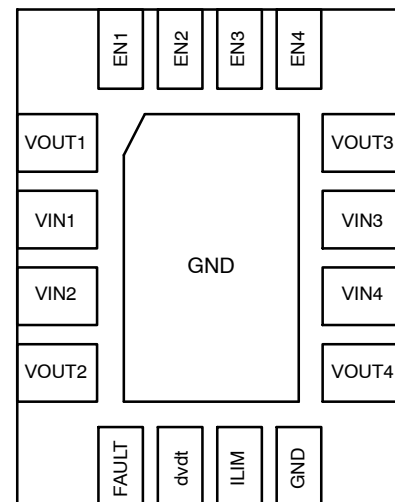 EN1 EN2 EN3 EN4
VOUT1 VOUT3
VIN1 VIN3
GND
VIN2 VIN4
VOUT2 VOUT4
FAULT dvdt ILIM GND